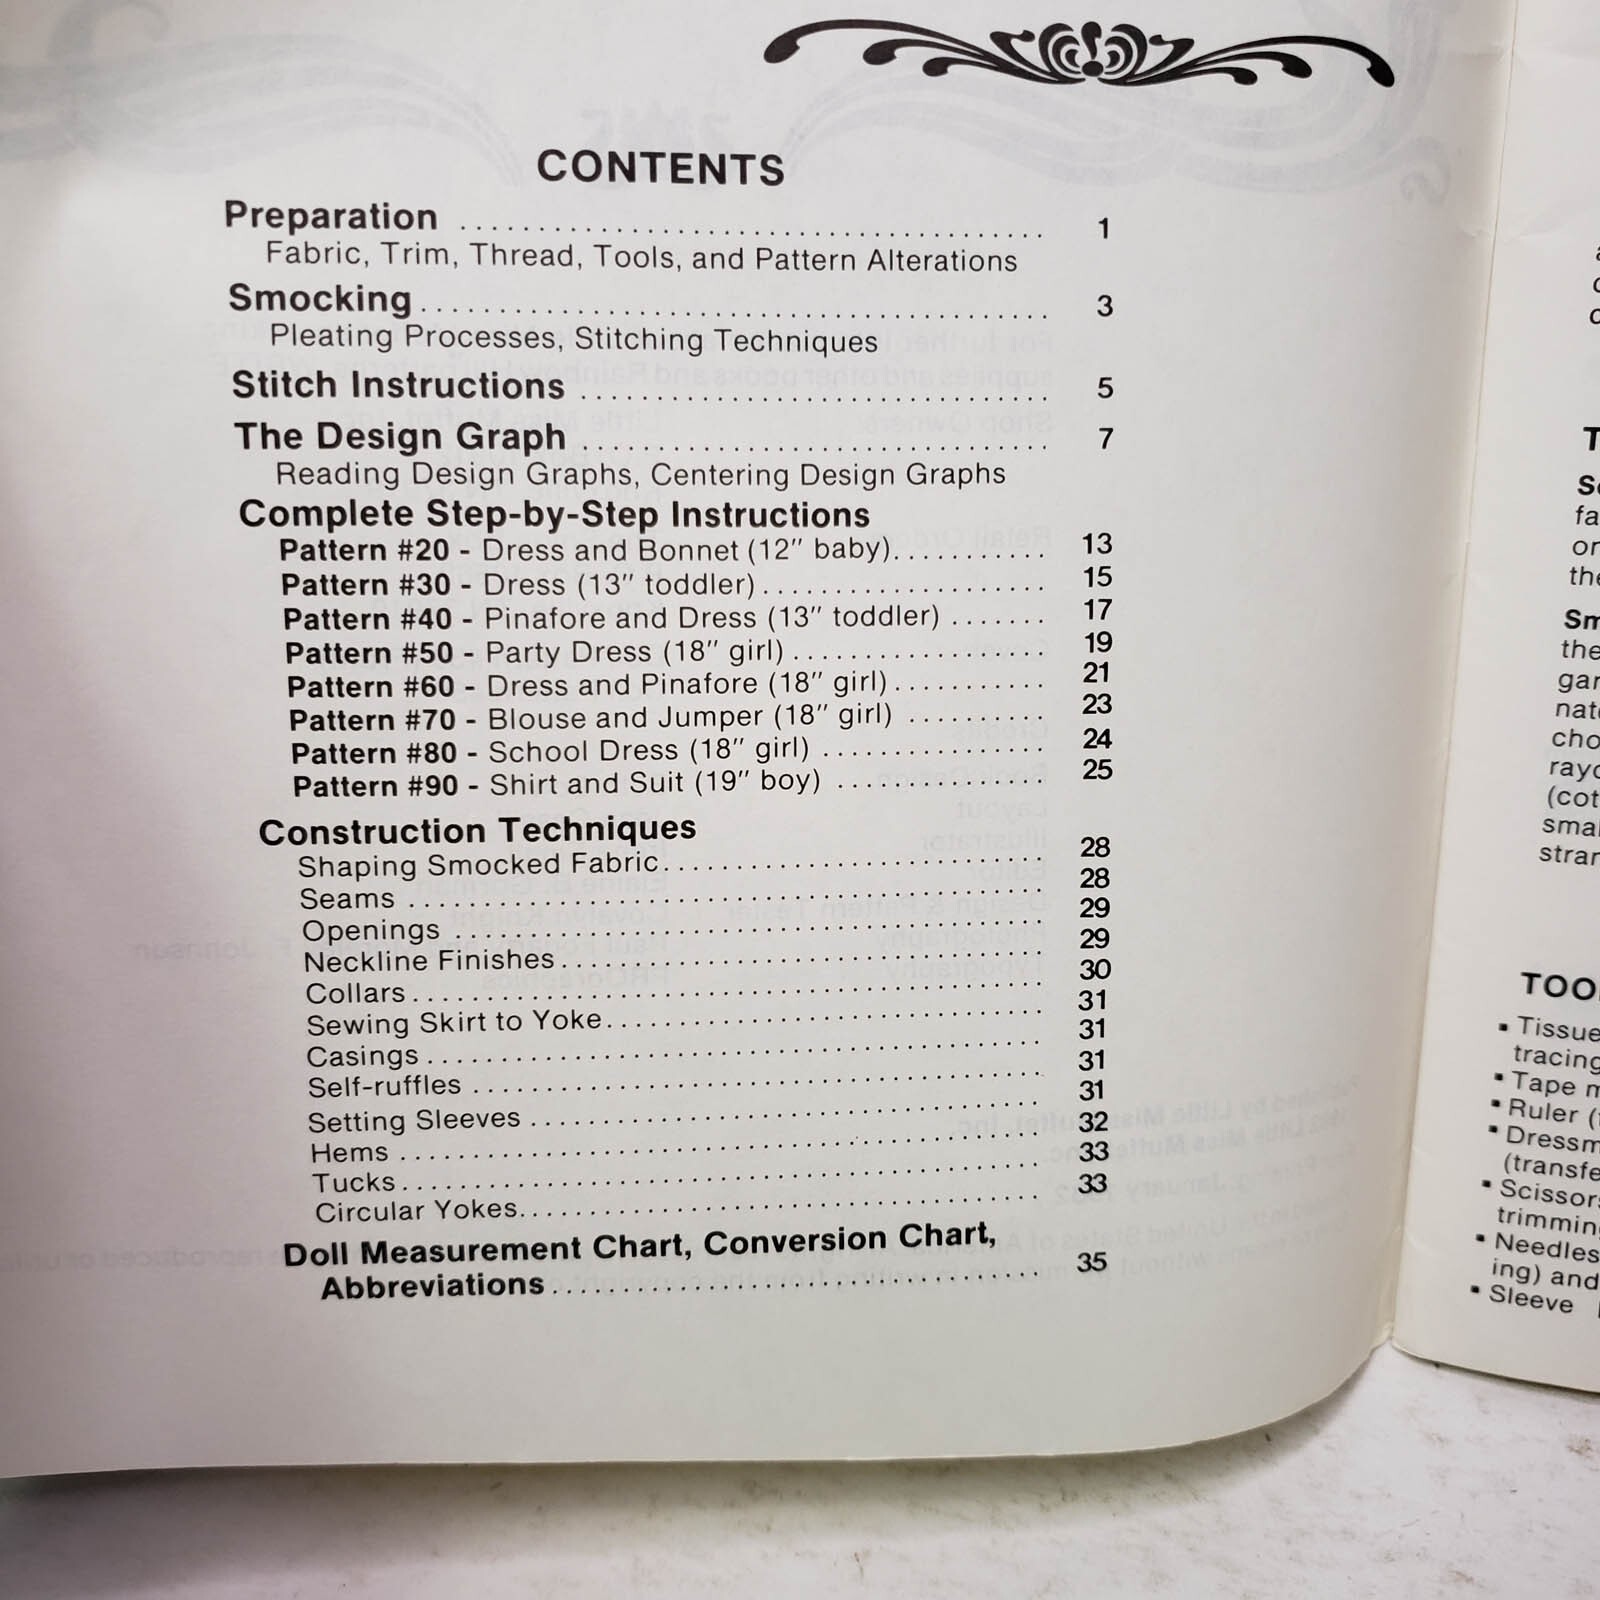 CONTENTS
Preparation ........................................ 1
Fabric, Trim, Thread, Tools, and Pattern Alterations
Smocking ........................................ 3
Pleating Processes, Stitching Techniques
Stitch Instructions ................................ 5
The Design Graph ................................ 7
Reading Design Graphs, Centering Design Graphs
Complete Step-by-Step Instructions
Pattern #20 - Dress and Bonnet (12" baby)........... 13
Pattern #30 - Dress (13" toddler).................... 15
Pattern #40 - Pinafore and Dress (13" toddler) ....... 17
Pattern #50 - Party Dress (18" girl).................. 19
Pattern #60 - Dress and Pinafore (18" girl)........... 21
Pattern #70 - Blouse and Jumper (18" girl) .......... 23
Pattern #80 - School Dress (18" girl) ................ 24
Pattern #90 - Shirt and Suit (19" boy) ............... 25
Construction Techniques
Shaping Smocked Fabric............................ 28
Seams ............................................ 28
Openings ........................................ 29
Neckline Finishes.................................. 29
Collars............................................ 30
Sewing Skirt to Yoke............................... 31
Casings........................................... 31
Self-ruffles ........................................ 31
Setting Sleeves .................................... 31
Hems ............................................ 32
Tucks............................................. 33
Circular Yokes..................................... 33
Doll Measurement Chart, Conversion Chart,
Abbreviations.................................. 35
the
Sm
the
(cot
TOO
▪ Tissue
tracing
▪ Tape m
▪ Ruler (
▪ Dressm
(transfe
▪ Scissors
trimming
▪ Needles
ing) and
▪ Sleeve